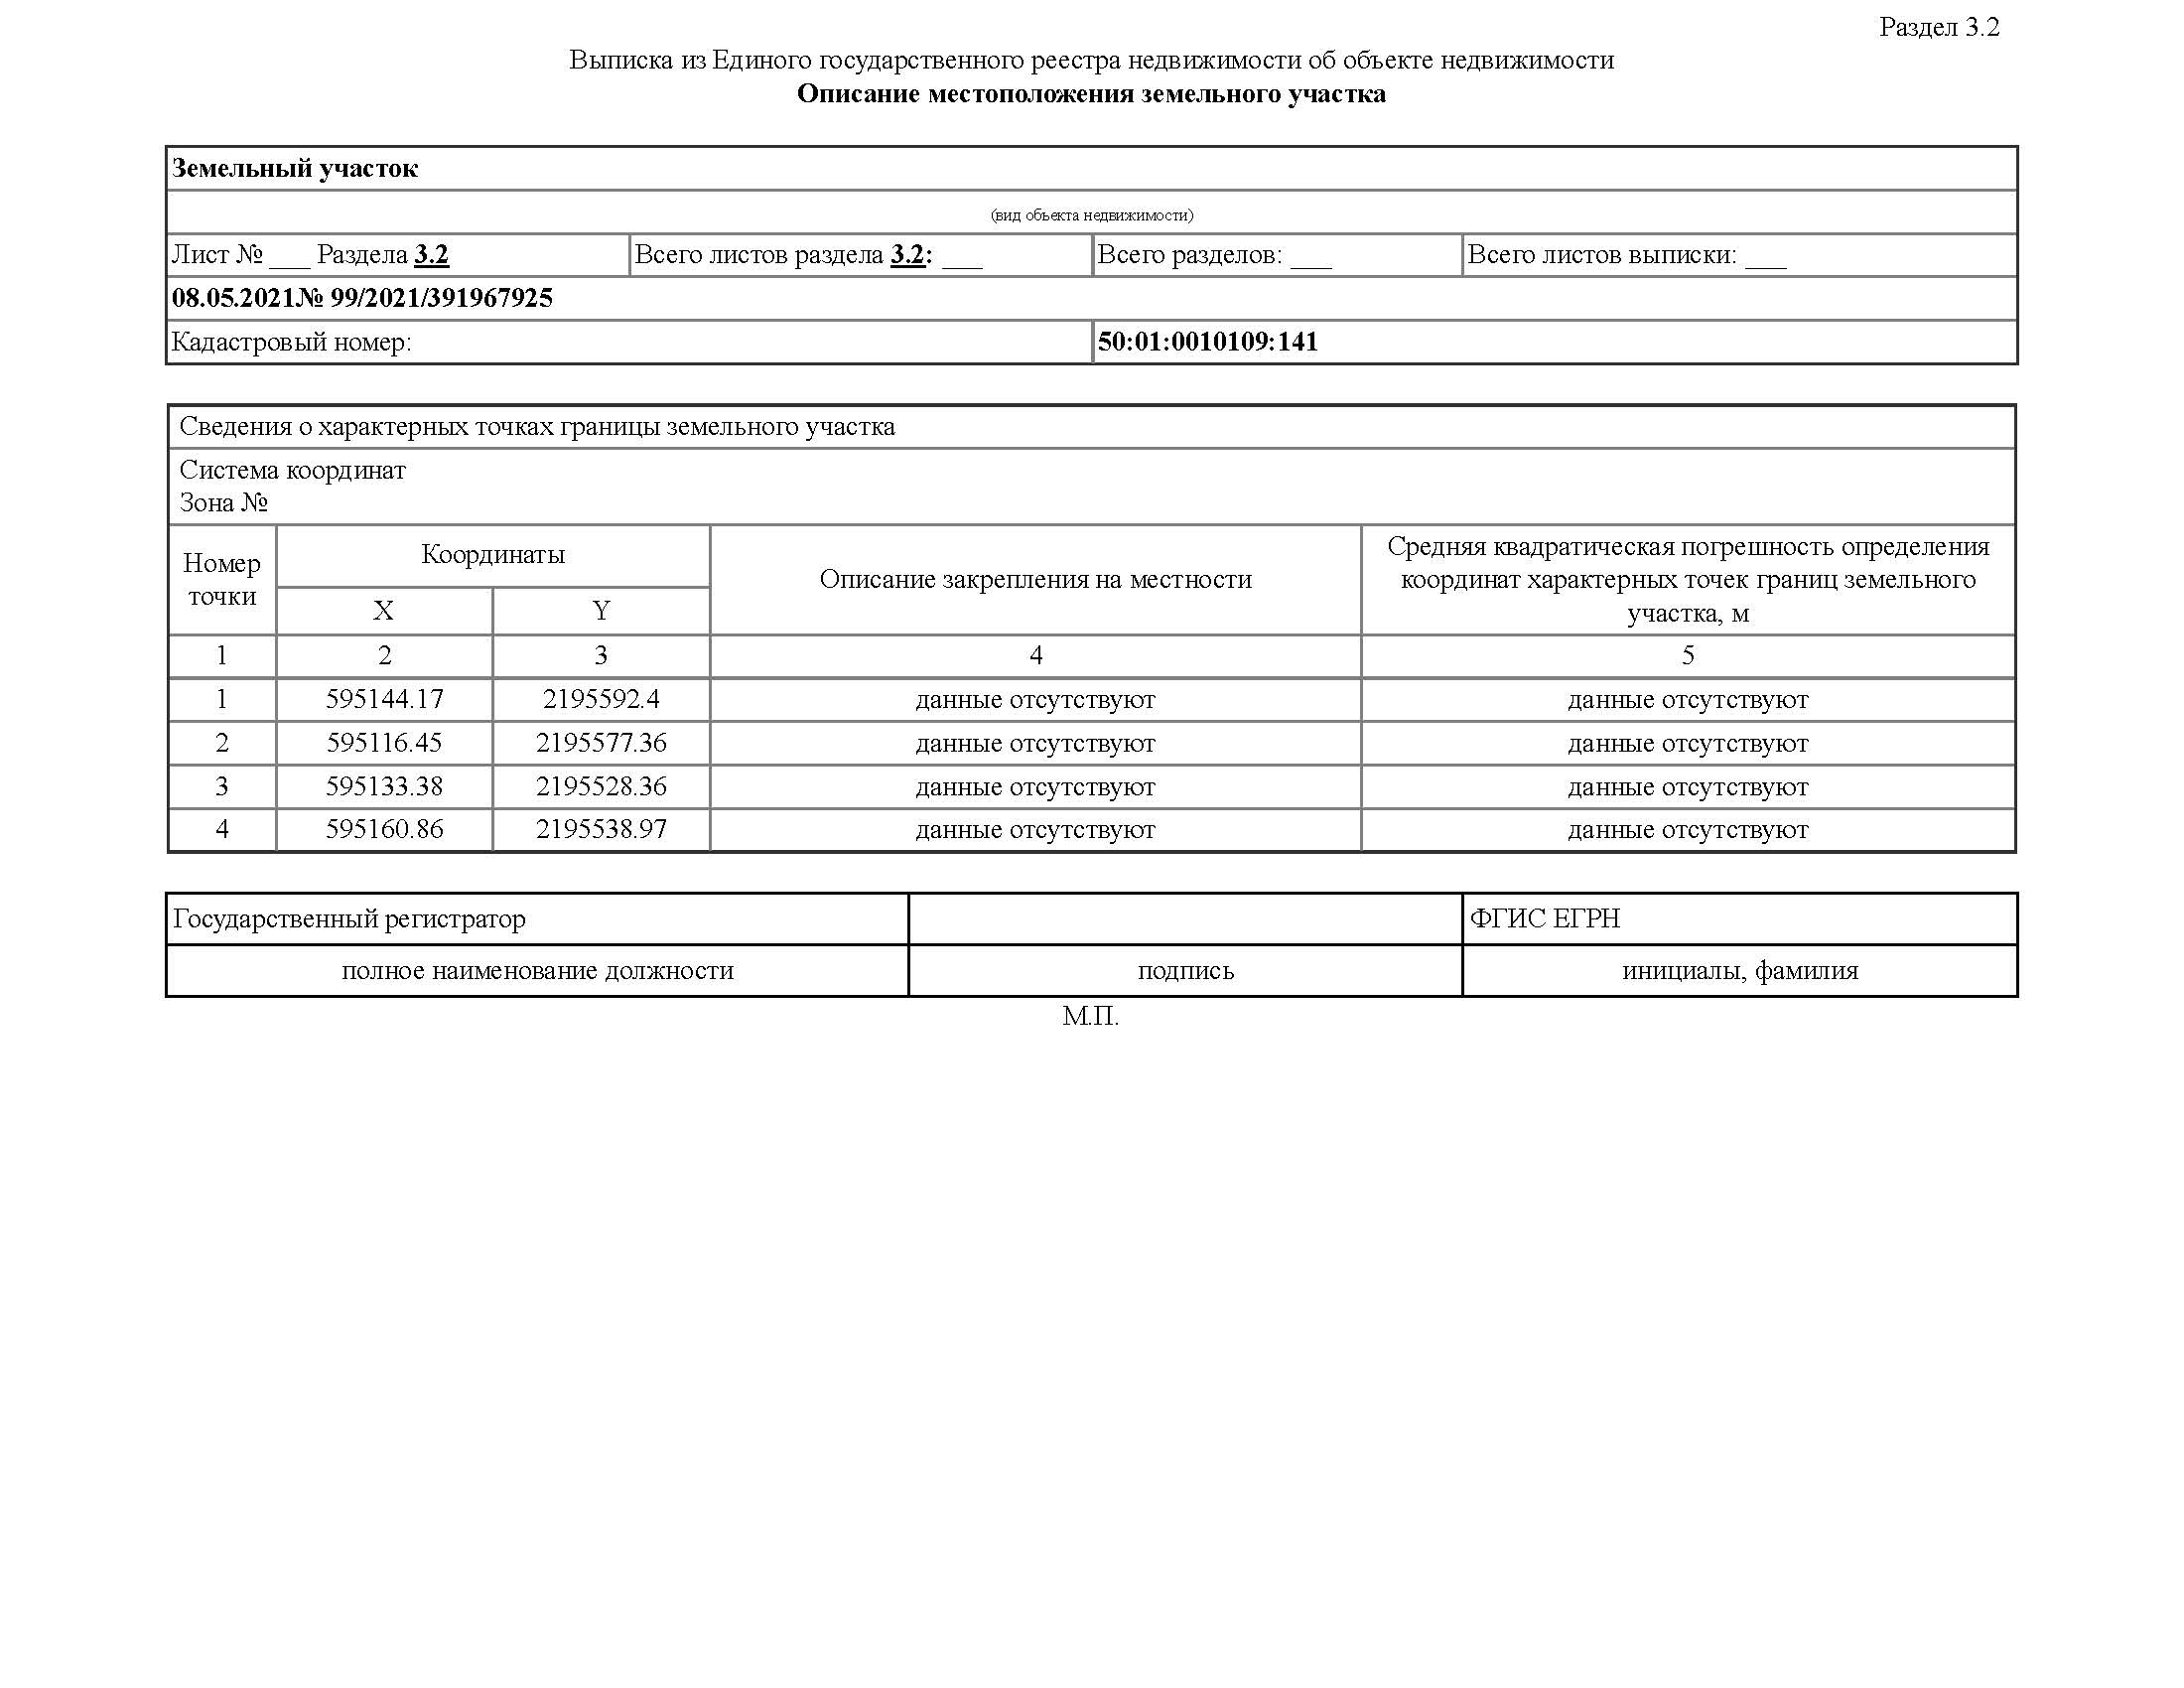 Раздел 3.2
Выписка из Единого государственного реестра недвижимости об объекте недвижимости
Описание местоположения земельного участка
Земельный участок
(вид объекта недвижимости)
Лист № ___ Раздела 3.2 Всего листов раздела 3.2: ___ Всего разделов: ___ Всего листов выписки: ___
08.05.2021№ 99/2021/391967925
Кадастровый номер: 50:01:0010109:141
Сведения о характерных точках границы земельного участка
Система координат
Зона №
Номер точки
Координаты
X Y
Описание закрепления на местности
Средняя квадратическая погрешность определения
координат характерных точек границ земельного
участка, м
1 2 3 4 5
1 595144.17 2195592.4 данные отсутствуют данные отсутствуют
2 595116.45 2195577.36 данные отсутствуют данные отсутствуют
3 595133.38 2195528.36 данные отсутствуют данные отсутствуют
4 595160.86 2195538.97 данные отсутствуют данные отсутствуют
Государственный регистратор ФГИС ЕГРН
полное наименование должности подпись инициалы, фамилия
М.П.